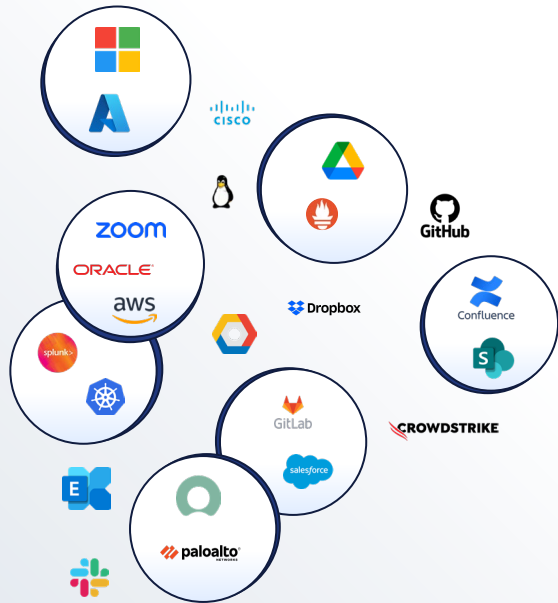 CISCO
GitHub
zoom
ORACLE
aws
Dropbox
Confluence
S
splunk>
GitLab
CROWDSTRIKE
salesforce
E
paloalto
NETWORKS